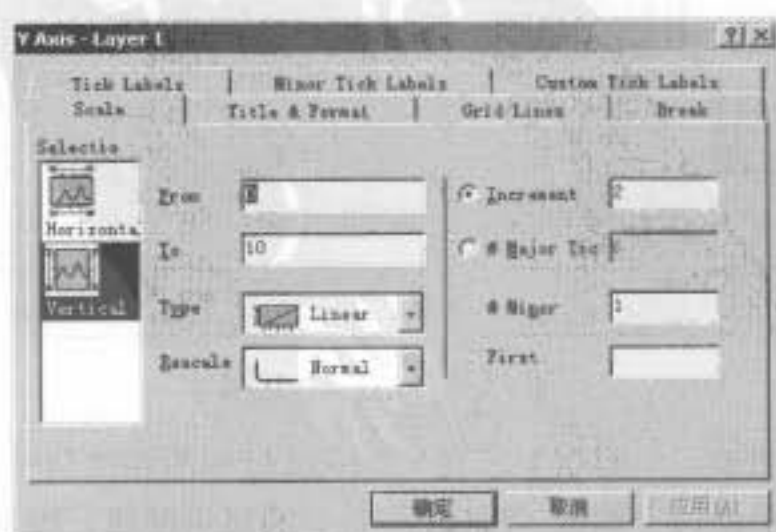 Y Axis - Layer 1
Tick Labels
Minor Tick Labels
Custom Tick Labels
Scale
Title & Format
Grid Lines
Break
Selectio
Horizonta
Vertical
From
To
10
Type
Linear
Rescale
Normal
Increment
2
# Major Tic
6
# Minor
1
First
确定
取消
应用(A)